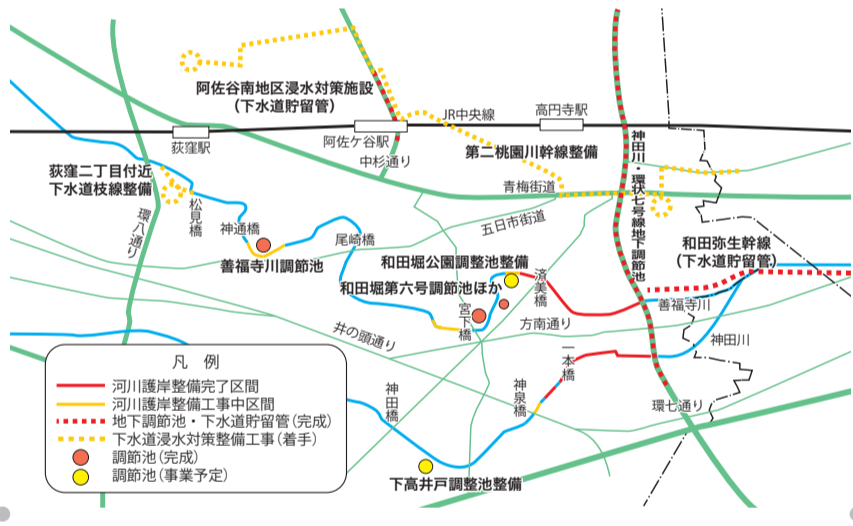 阿佐谷南地区浸水対策施設
(下水道貯留管)
JR中央線
高円寺駅
荻窪駅
阿佐ケ谷駅
中杉通り
第二桃園川幹線整備
荻窪二丁目付近
下水道枝線整備
青梅街道
神田川・環状七号線地下調節池
松見橋
環八通り
神通橋
尾崎橋
五日市街道
善福寺川調節池
和田堀公園調整池整備
済美橋
和田弥生幹線
(下水道貯留管)
和田堀第六号調節池ほか
宮下橋
善福寺川
方南通り
井の頭通り
神田川
一本橋
神田橋
神泉橋
環七通り
下高井戸調整池整備
凡 例
河川護岸整備完了区間
河川護岸整備工事中区間
地下調節池・下水道貯留管(完成)
下水道浸水対策整備工事(着手)
調節池(完成)
調節池(事業予定)